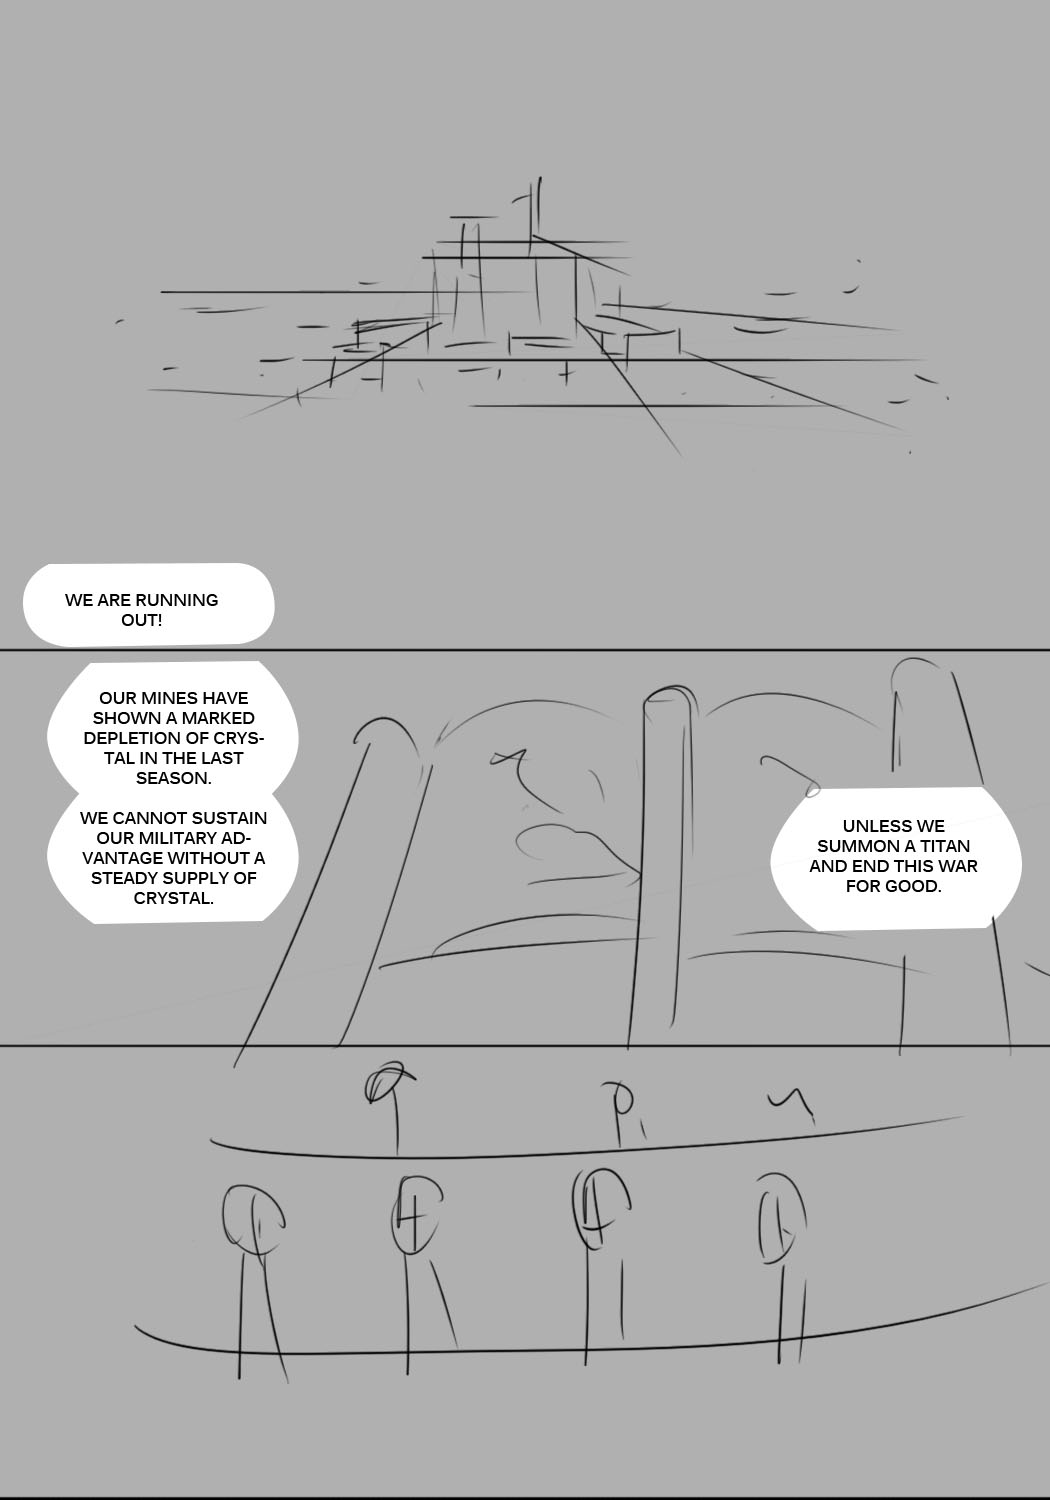 WE ARE RUNNING
OUT!
OUR MINES HAVE
SHOWN A MARKED
DEPLETION OF CRYS-
TAL IN THE LAST
SEASON.
WE CANNOT SUSTAIN
OUR MILITARY AD-
VANTAGE WITHOUT A
STEADY SUPPLY OF
CRYSTAL.
UNLESS WE
SUMMON A TITAN
AND END THIS WAR
FOR GOOD.